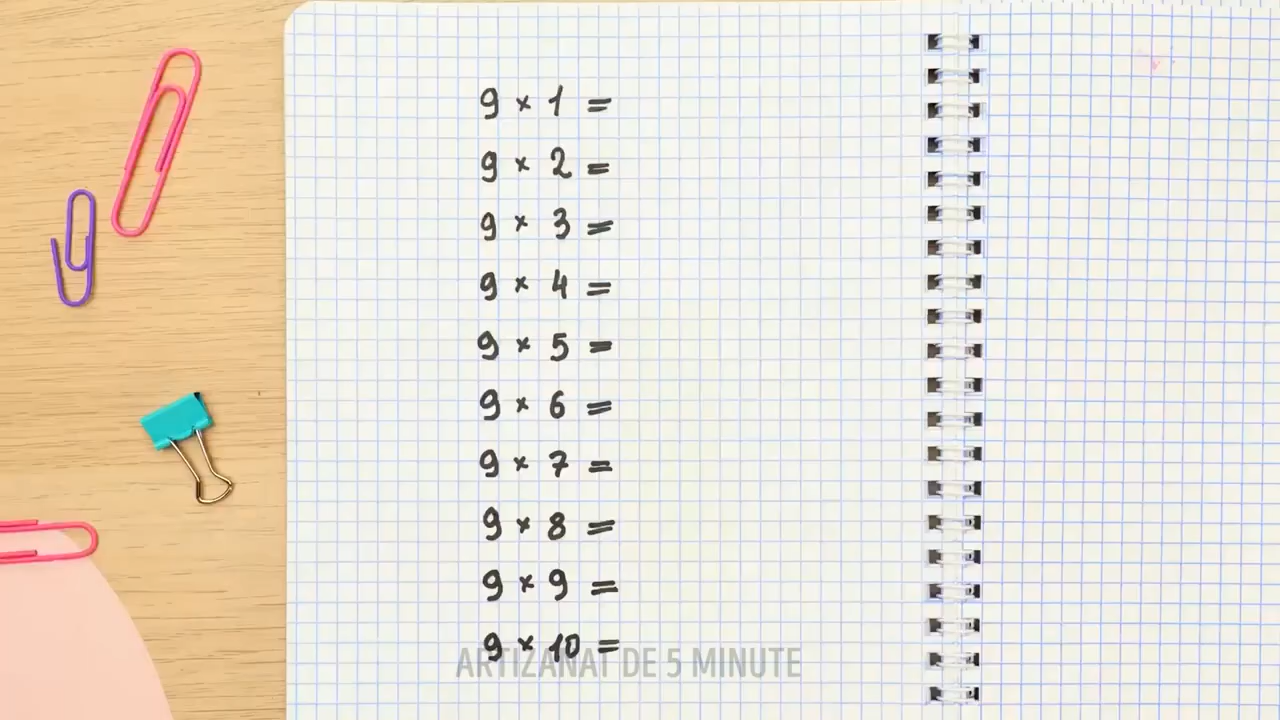 9 × 1 =
9 × 2 =
9 × 3 =
9 × 4 =
9 × 5 =
9 × 6 =
9 × 7 =
9 × 8 =
9 × 9 =
9 × 10 =
ARTIZANAT DE 5 MINUTE